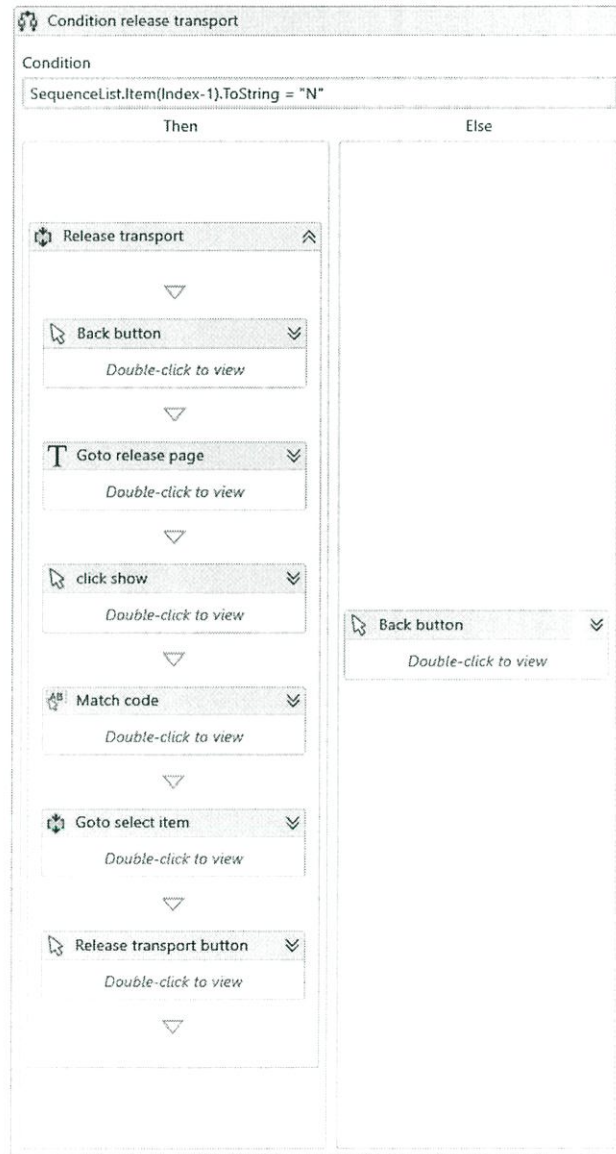 Condition release transport
Condition
SequenceList.Item(Index-1).ToString = "N"
Then
Else
Release transport
Back button
Double-click to view
T Goto release page
Double-click to view
click show
Double-click to view
Back button
Double-click to view
AB Match code
Double-click to view
Goto select item
Double-click to view
Release transport button
Double-click to view